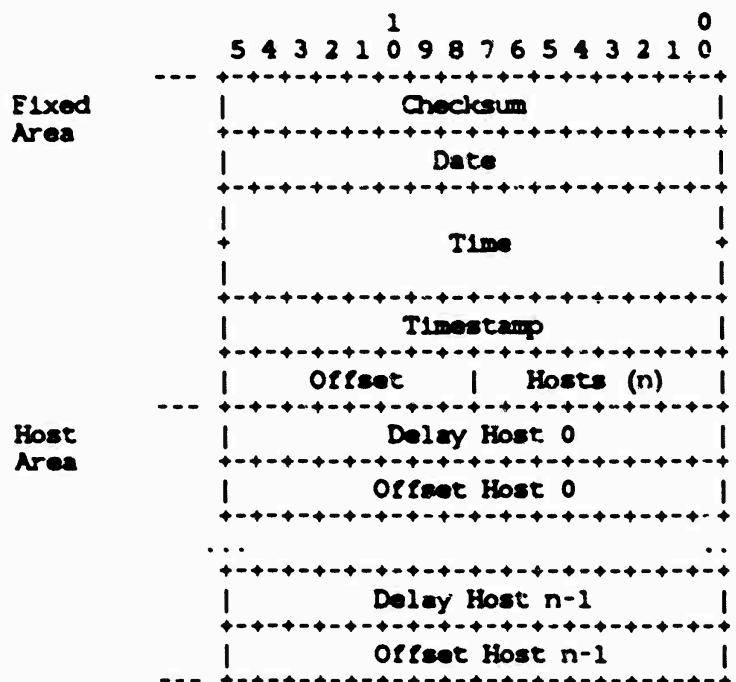 1 0
5 4 3 2 1 0 9 8 7 6 5 4 3 2 1 0
--- +-+-+-+-+-+-+-+-+-+-+-+-+-+-+-+-+
Fixed | Checksum |
Area +-+-+-+-+-+-+-+-+-+-+-+-+-+-+-+-+
| Date |
+-+-+-+-+-+-+-+-+-+-+-+-+-+-+-+-+
| |
+ Time +
| |
+-+-+-+-+-+-+-+-+-+-+-+-+-+-+-+-+
| Timestamp |
+-+-+-+-+-+-+-+-+-+-+-+-+-+-+-+-+
| Offset | Hosts (n) |
--- +-+-+-+-+-+-+-+-+-+-+-+-+-+-+-+-+
Host | Delay Host 0 |
Area +-+-+-+-+-+-+-+-+-+-+-+-+-+-+-+-+
| Offset Host 0 |
+-+-+-+-+-+-+-+-+-+-+-+-+-+-+-+-+
... ..
+-+-+-+-+-+-+-+-+-+-+-+-+-+-+-+-+
| Delay Host n-1 |
+-+-+-+-+-+-+-+-+-+-+-+-+-+-+-+-+
| Offset Host n-1 |
--- +-+-+-+-+-+-+-+-+-+-+-+-+-+-+-+-+